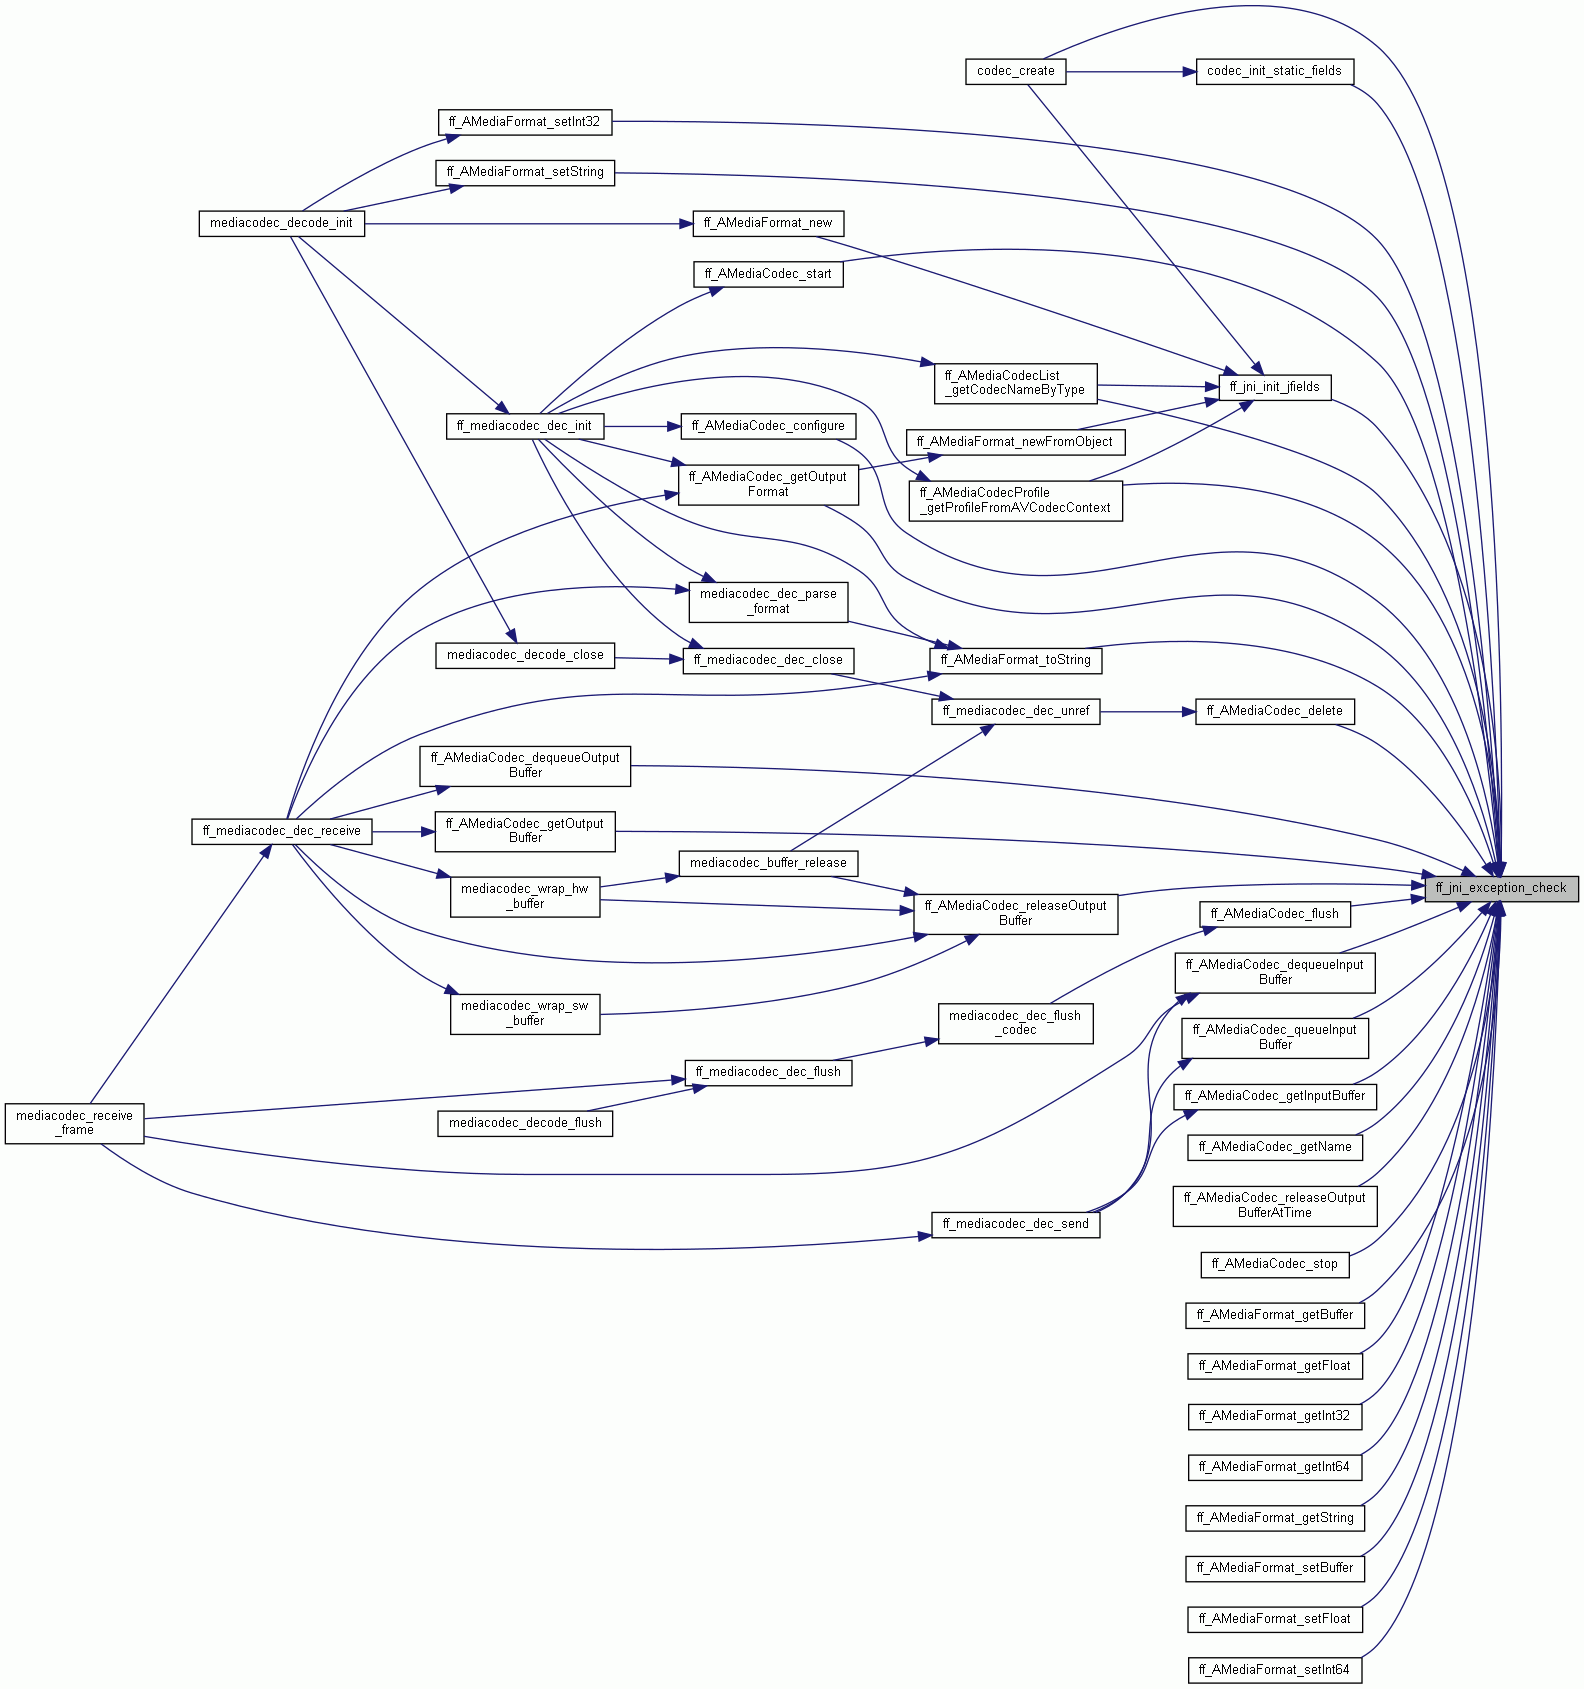 codec_create
codec_init_static_fields
ff_AMediaFormat_setInt32
ff_AMediaFormat_setString
mediacodec_decode_init
ff_AMediaFormat_new
ff_AMediaCodec_start
ff_AMediaCodecList
_getCodecNameByType
ff_jni_init_jfields
ff_mediacodec_dec_init
ff_AMediaCodec_configure
ff_AMediaFormat_newFromObject
ff_AMediaCodec_getOutput
Format
ff_AMediaCodecProfile
_getProfileFromAVCodecContext
mediacodec_dec_parse
_format
mediacodec_decode_close
ff_mediacodec_dec_close
ff_AMediaFormat_toString
ff_mediacodec_dec_unref
ff_AMediaCodec_delete
ff_AMediaCodec_dequeueOutput
Buffer
ff_mediacodec_dec_receive
ff_AMediaCodec_getOutput
Buffer
mediacodec_buffer_release
mediacodec_wrap_hw
_buffer
ff_AMediaCodec_releaseOutput
Buffer
ff_jni_exception_check
ff_AMediaCodec_flush
ff_AMediaCodec_dequeueInput
Buffer
mediacodec_wrap_sw
_buffer
mediacodec_dec_flush
_codec
ff_AMediaCodec_queueInput
Buffer
ff_mediacodec_dec_flush
ff_AMediaCodec_getInputBuffer
mediacodec_receive
_frame
mediacodec_decode_flush
ff_AMediaCodec_getName
ff_AMediaCodec_releaseOutput
BufferAtTime
ff_mediacodec_dec_send
ff_AMediaCodec_stop
ff_AMediaFormat_getBuffer
ff_AMediaFormat_getFloat
ff_AMediaFormat_getInt32
ff_AMediaFormat_getInt64
ff_AMediaFormat_getString
ff_AMediaFormat_setBuffer
ff_AMediaFormat_setFloat
ff_AMediaFormat_setInt64